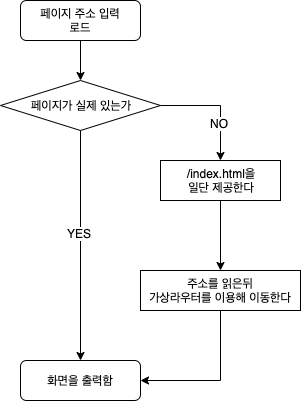 페이지 주소 입력
로드
페이지가 실제 있는가
NO
/index.html을
일단 제공한다
YES
주소를 읽은뒤
가상라우터를 이용해 이동한다
화면을 출력함